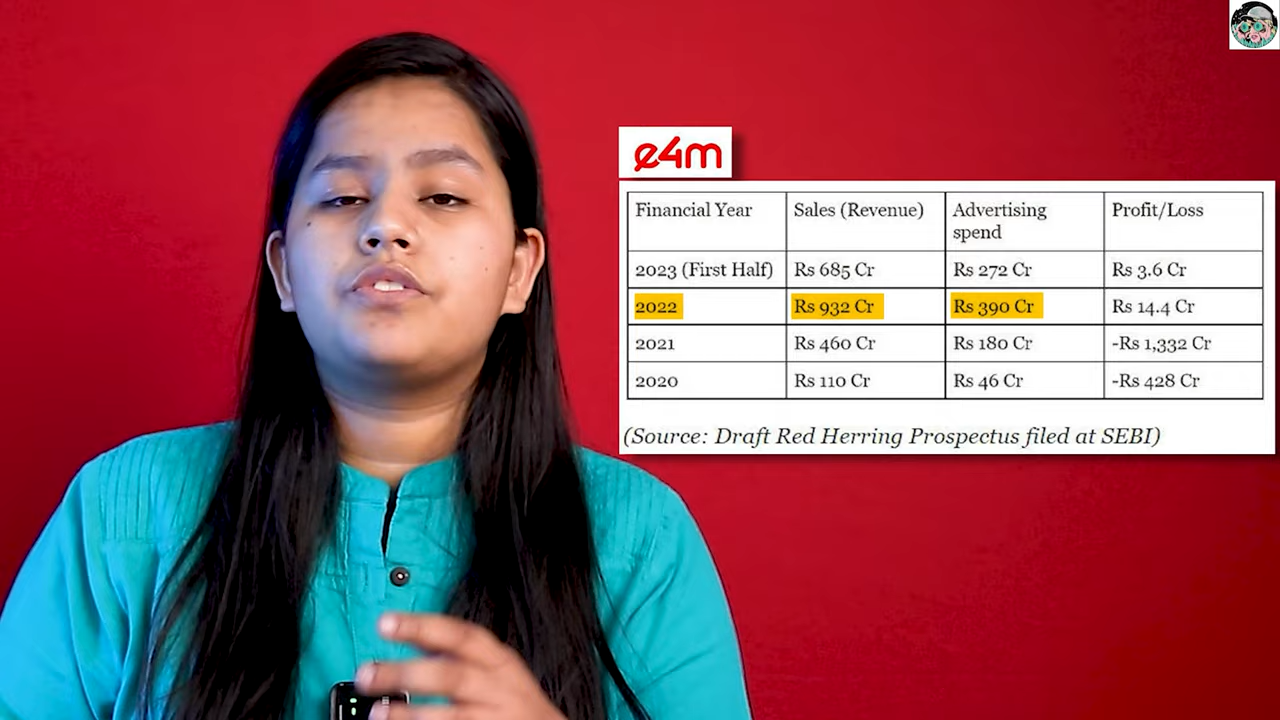 e4m
Financial Year Sales (Revenue) Advertising spend Profit/Loss
2023 (First Half) Rs 685 Cr Rs 272 Cr Rs 3.6 Cr
2022 Rs 932 Cr Rs 390 Cr Rs 14.4 Cr
2021 Rs 460 Cr Rs 180 Cr -Rs 1,332 Cr
2020 Rs 110 Cr Rs 46 Cr -Rs 428 Cr
(Source: Draft Red Herring Prospectus filed at SEBI)